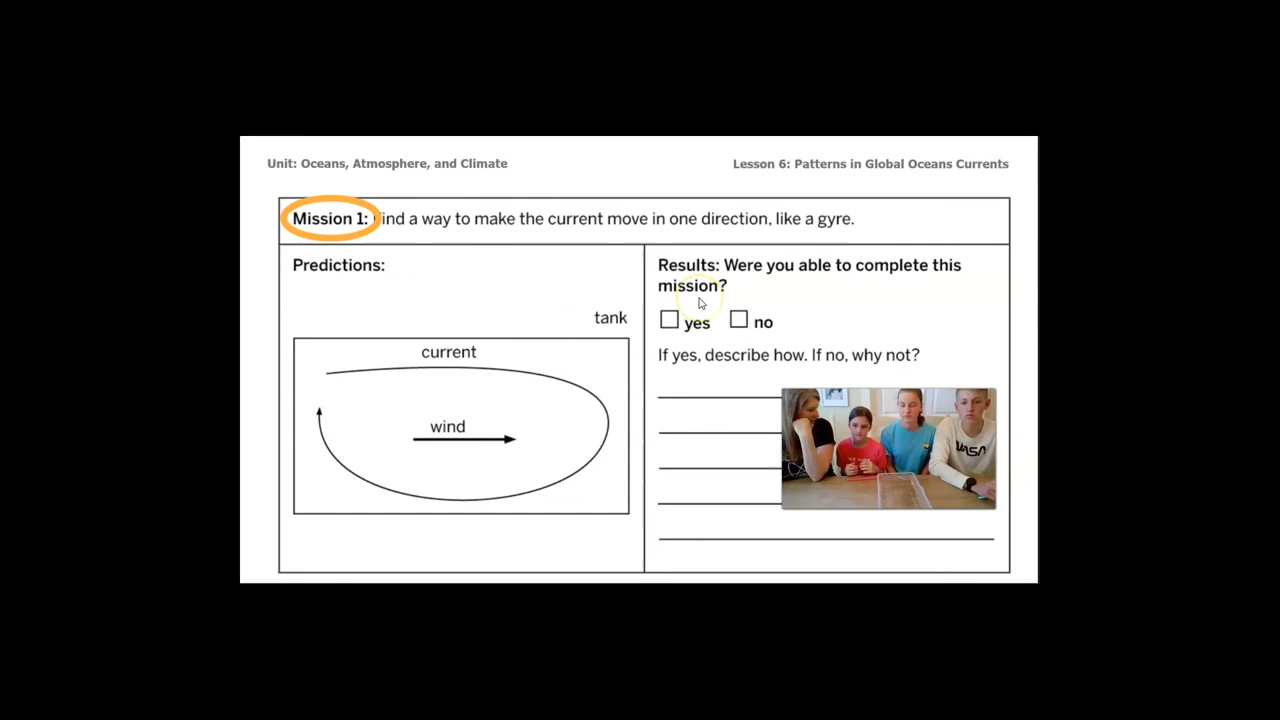 Unit: Oceans, Atmosphere, and Climate
Lesson 6: Patterns in Global Oceans Currents
Mission 1: ind a way to make the current move in one direction, like a gyre.
Predictions:
tank
current
wind
Results: Were you able to complete this
mission?
yes no
If yes, describe how. If no, why not?
NASA